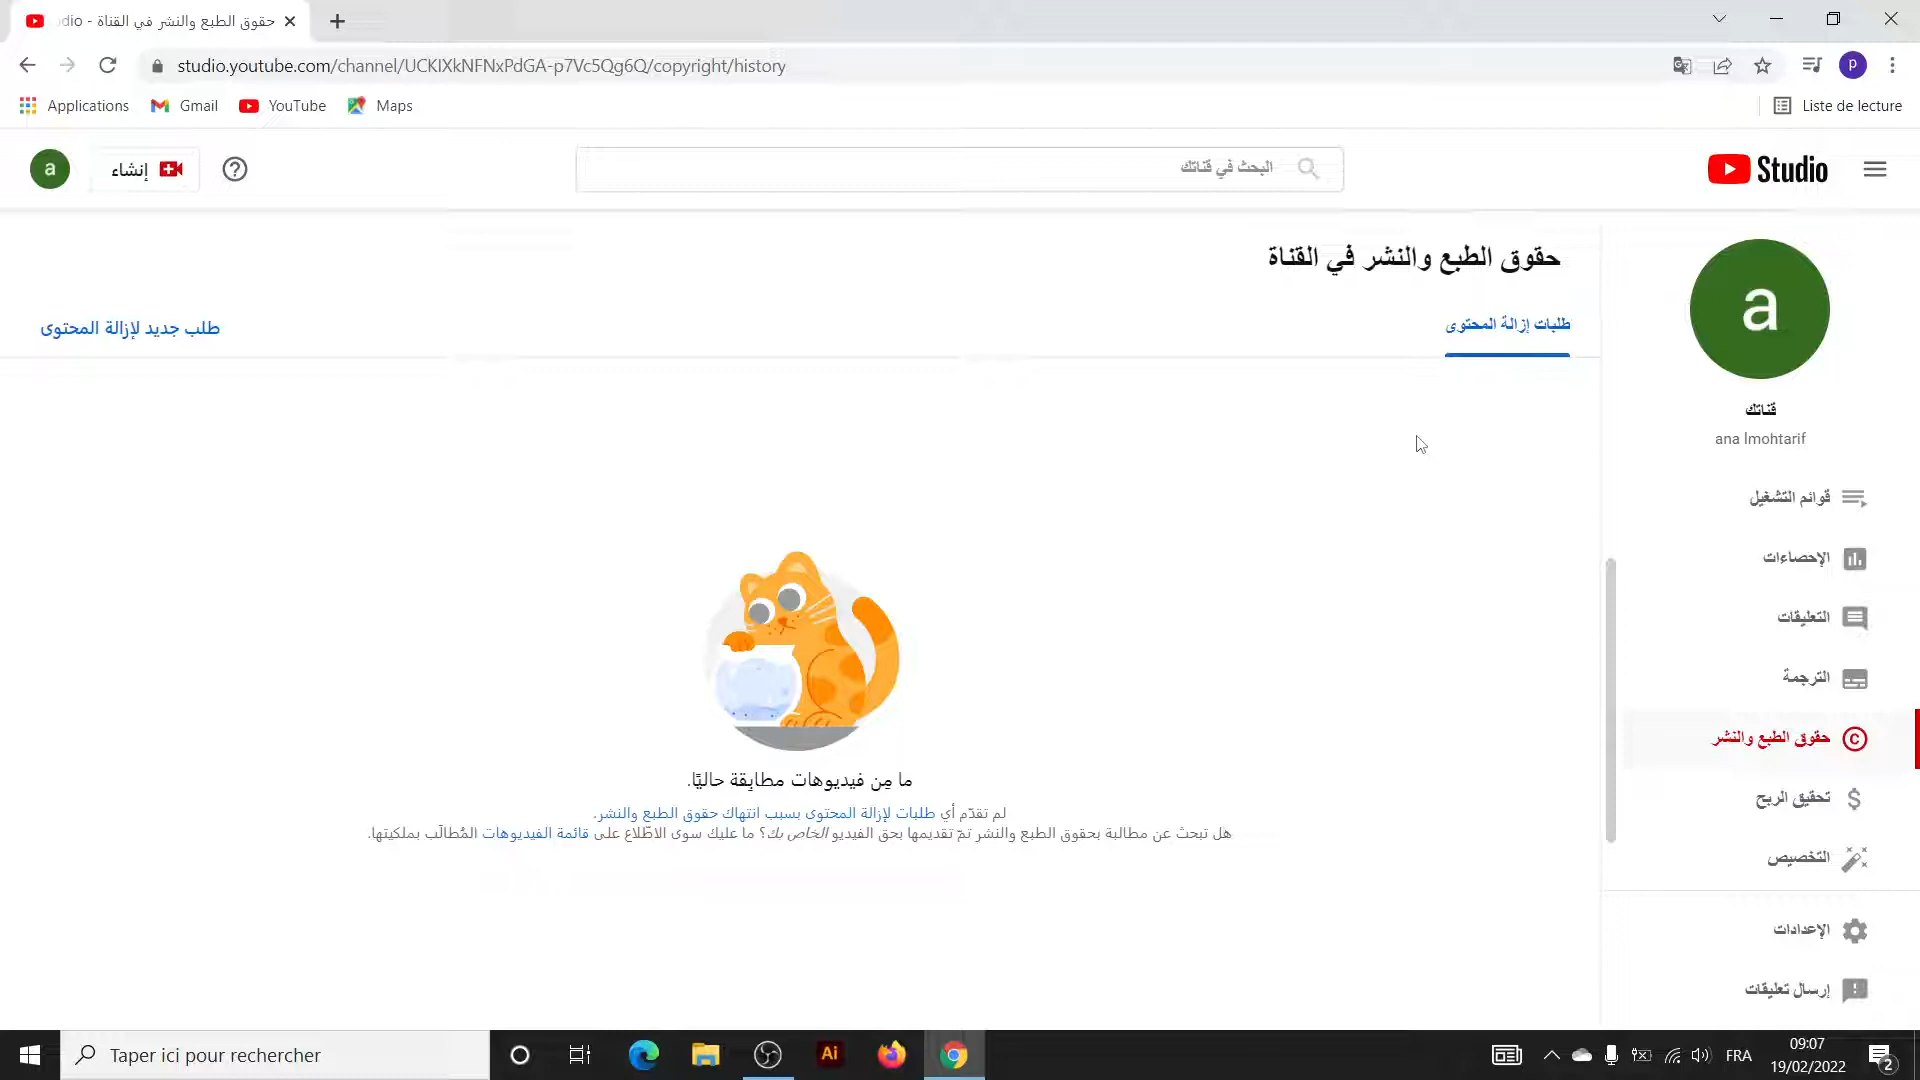 حقوق الطبع والنشر في القناة - dio
studio.youtube.com/channel/UCKlXkNFNxPdGA-p7Vc5Qg6Q/copyright/history
P
Applications
Gmail
YouTube
Maps
Liste de lecture
a
إنشاء
البحث في قناتك
Studio
حقوق الطبع والنشر في القناة
طلبات إزالة المحتوى
طلب جديد لإزالة المحتوى
a
قناتك
ana lmohtarif
قوائم التشغيل
الإحصاءات
التعليقات
الترجمة
حقوق الطبع والنشر
تحقيق الربح
التخصيص
الإعدادات
إرسال تعليقات
ما مِن فيديوهات مطابِقة حاليًا.
لم تقدّم أي طلبات لإزالة المحتوى بسبب انتهاك حقوق الطبع والنشر.
هل تبحث عن مطالبة بحقوق الطبع والنشر تمّ تقديمها بحق الفيديو الخاص بك؟ ما عليك سوى الاطّلاع على قائمة الفيديوهات المُطالَب بملكيتها.
Taper ici pour rechercher
Ai
FRA
09:07
19/02/2022
2